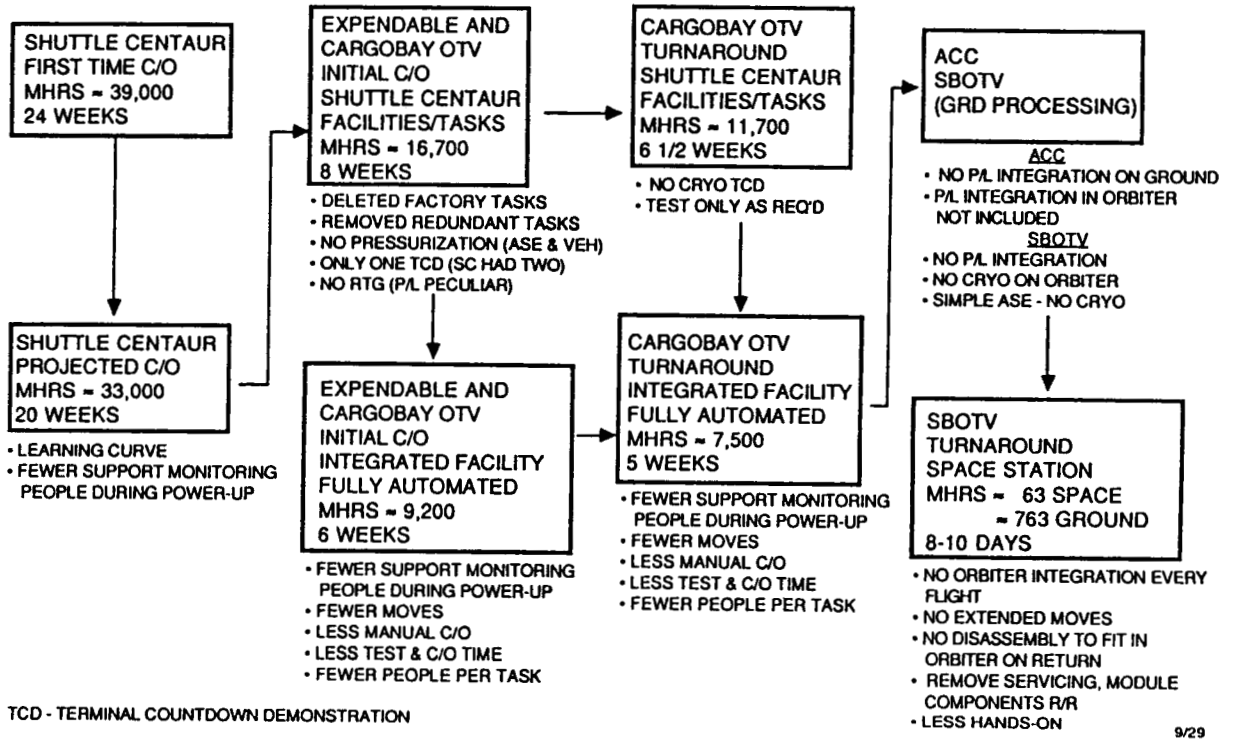 SHUTTLE CENTAUR
FIRST TIME C/O
MHRS ≈ 39,000
24 WEEKS
SHUTTLE CENTAUR
PROJECTED C/O
MHRS ≈ 33,000
20 WEEKS
• LEARNING CURVE
• FEWER SUPPORT MONITORING
PEOPLE DURING POWER-UP
EXPENDABLE AND
CARGOBAY OTV
INITIAL C/O
SHUTTLE CENTAUR
FACILITIES/TASKS
MHRS ≈ 16,700
8 WEEKS
• DELETED FACTORY TASKS
• REMOVED REDUNDANT TASKS
• NO PRESSURIZATION (ASE & VEH)
• ONLY ONE TCD (SC HAD TWO)
• NO RTG (P/L PECULIAR)
EXPENDABLE AND
CARGOBAY OTV
INITIAL C/O
INTEGRATED FACILITY
FULLY AUTOMATED
MHRS ≈ 9,200
6 WEEKS
• FEWER SUPPORT MONITORING
PEOPLE DURING POWER-UP
• FEWER MOVES
• LESS MANUAL C/O
• LESS TEST & C/O TIME
• FEWER PEOPLE PER TASK
CARGOBAY OTV
TURNAROUND
SHUTTLE CENTAUR
FACILITIES/TASKS
MHRS ≈ 11,700
6 1/2 WEEKS
• NO CRYO TCD
• TEST ONLY AS REQ'D
CARGOBAY OTV
TURNAROUND
INTEGRATED FACILITY
FULLY AUTOMATED
MHRS ≈ 7,500
5 WEEKS
• FEWER SUPPORT MONITORING
PEOPLE DURING POWER-UP
• FEWER MOVES
• LESS MANUAL C/O
• LESS TEST & C/O TIME
• FEWER PEOPLE PER TASK
ACC
SBOTV
(GRD PROCESSING)
ACC
• NO P/L INTEGRATION ON GROUND
• P/L INTEGRATION IN ORBITER
NOT INCLUDED
SBOTV
• NO P/L INTEGRATION
• NO CRYO ON ORBITER
• SIMPLE ASE - NO CRYO
SBOTV
TURNAROUND
SPACE STATION
MHRS ≈ 63 SPACE
≈ 763 GROUND
8-10 DAYS
• NO ORBITER INTEGRATION EVERY
FLIGHT
• NO EXTENDED MOVES
• NO DISASSEMBLY TO FIT IN
ORBITER ON RETURN
• REMOVE SERVICING, MODULE
COMPONENTS R/R
• LESS HANDS-ON
TCD - TERMINAL COUNTDOWN DEMONSTRATION
9/29